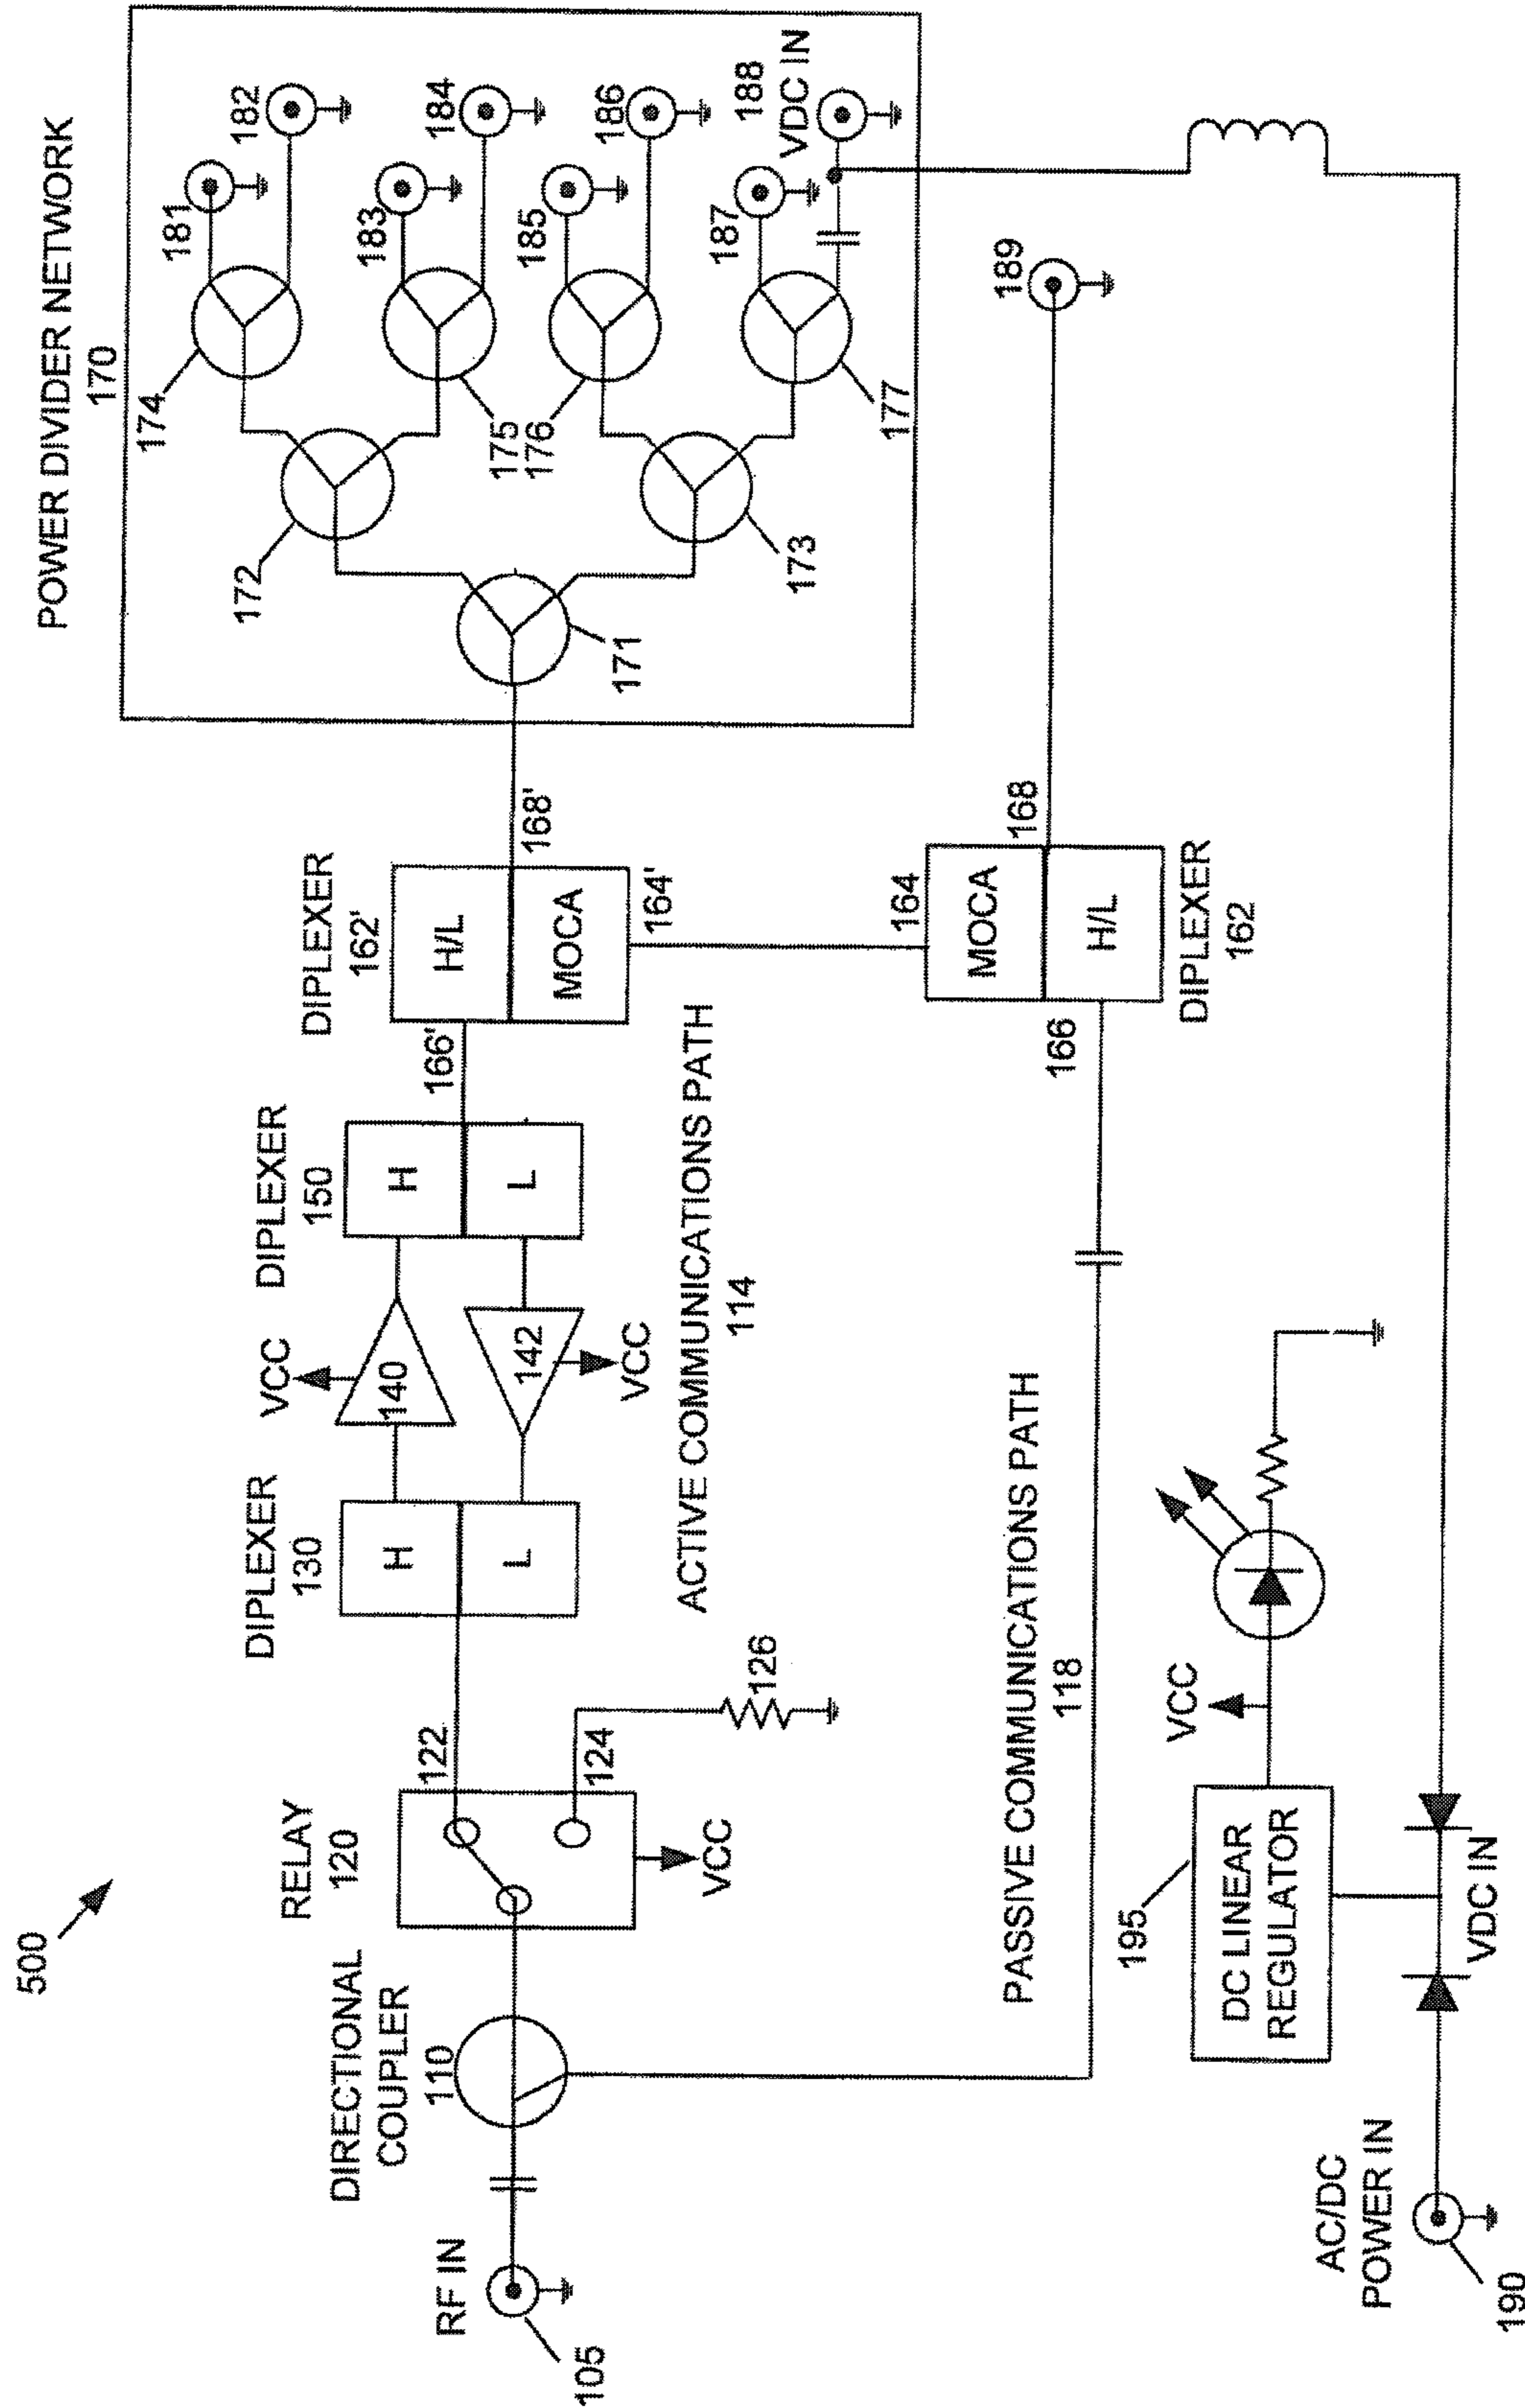 500
RF IN
105
DIRECTIONAL
COUPLER
110
RELAY
120
122
124
126
VCC
DIPLEXER
130
H
L
VCC
140
142
VCC
DIPLEXER
150
H
L
ACTIVE COMMUNICATIONS PATH
114
166'
DIPLEXER
162'
H/L
MOCA
168'
164'
POWER DIVIDER NETWORK
170
171
172
173
174
175
176
177
181
182
183
184
185
186
187
188
VDC IN
PASSIVE COMMUNICATIONS PATH
118
166
164
MOCA
H/L
168
DIPLEXER
162
189
195
DC LINEAR
REGULATOR
VCC
VDC IN
AC/DC
POWER IN
190